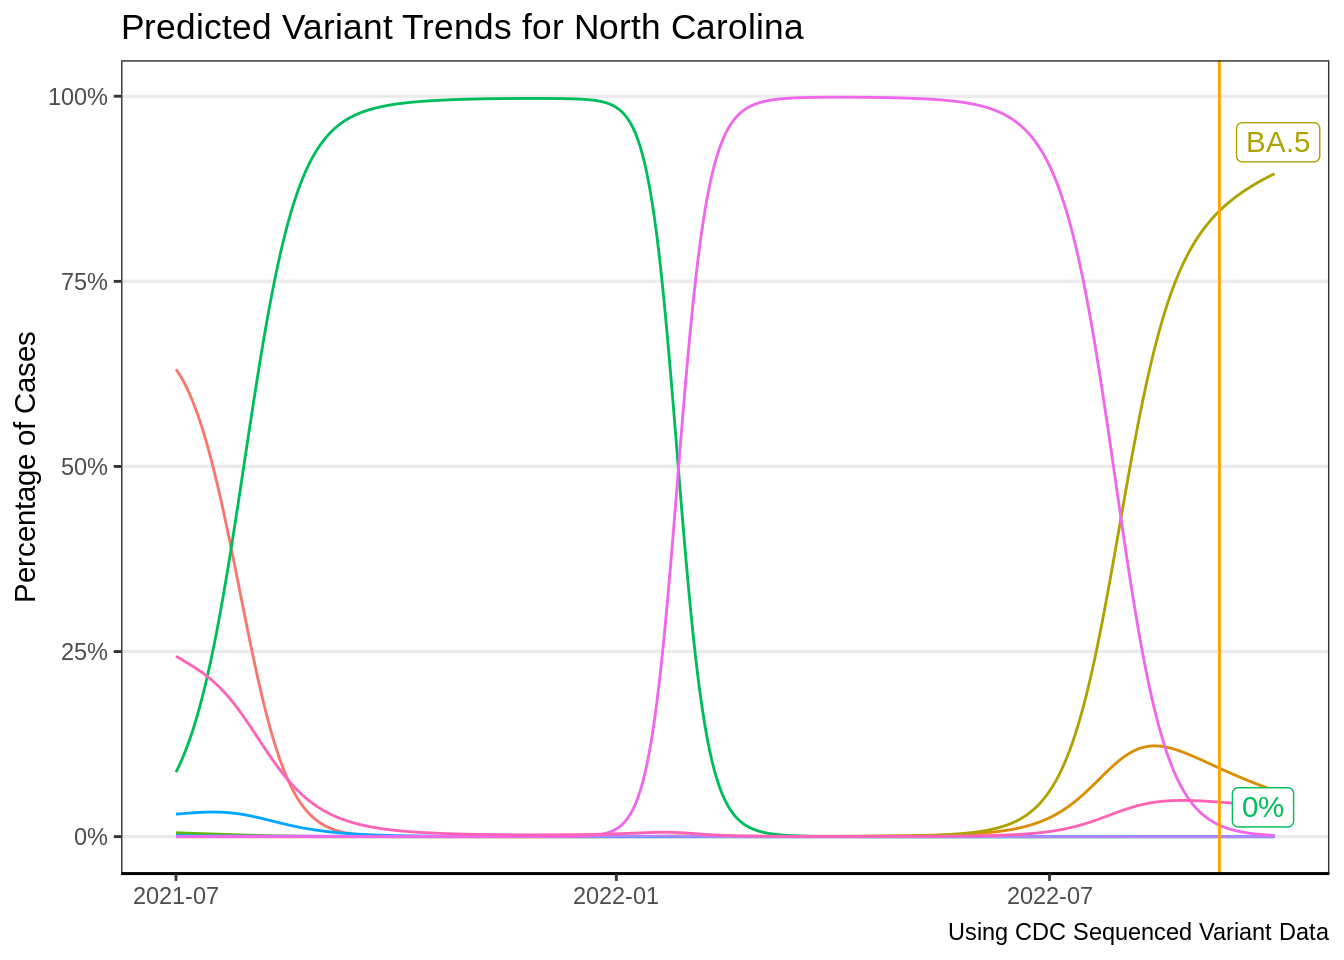 Predicted Variant Trends for North Carolina
100%
BA.5
75%
Percentage of Cases
50%
25%
0%
0%
2021-07
2022-01
2022-07
Using CDC Sequenced Variant Data